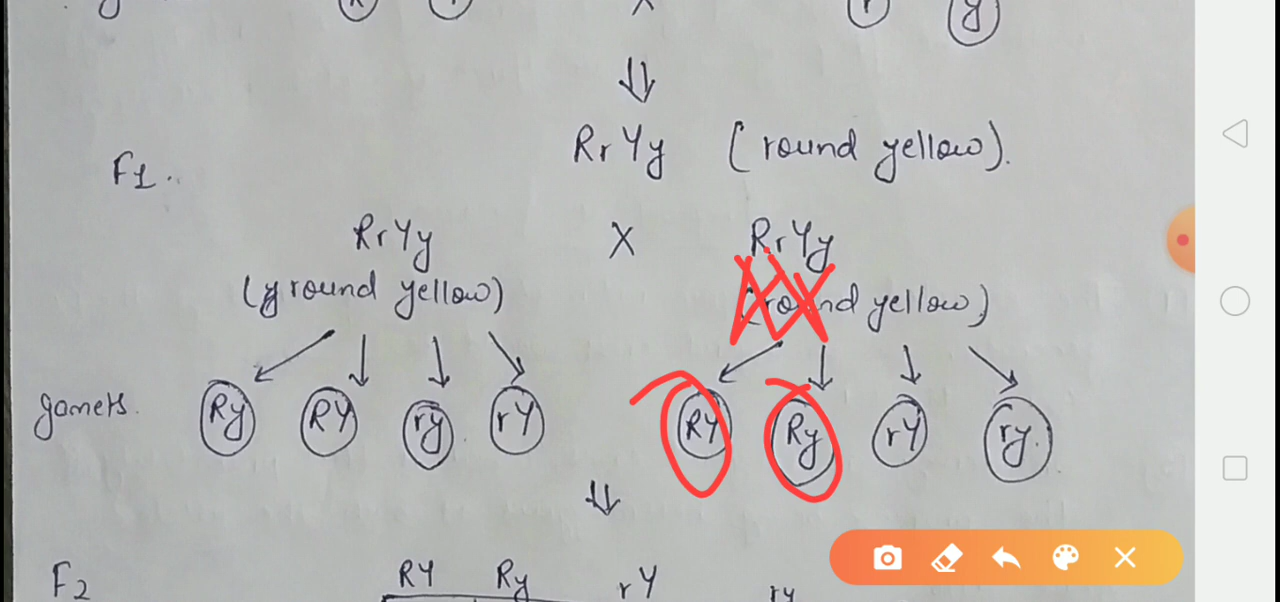 X
r y
RrYy (round yellow).
F1.
RrYy X RrYy
(yround yellow) (round yellow)
gamets. Ry RY ry rY RY Ry rY ry.
F2 RY Ry rY ry